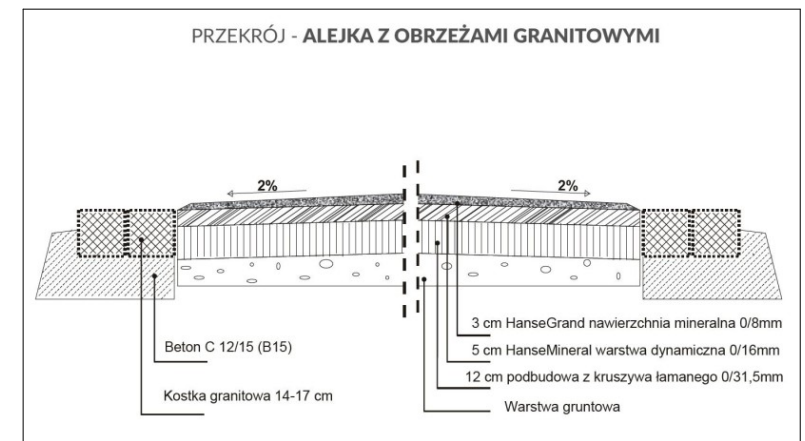 PRZEKRÓJ - ALEJKA Z OBRZEŻAMI GRANITOWYMI
2%
2%
3 cm HanseGrand nawierzchnia mineralna 0/8mm
Beton C 12/15 (B15)
5 cm HanseMineral warstwa dynamiczna 0/16mm
12 cm podbudowa z kruszywa łamanego 0/31,5mm
Kostka granitowa 14-17 cm
Warstwa gruntowa